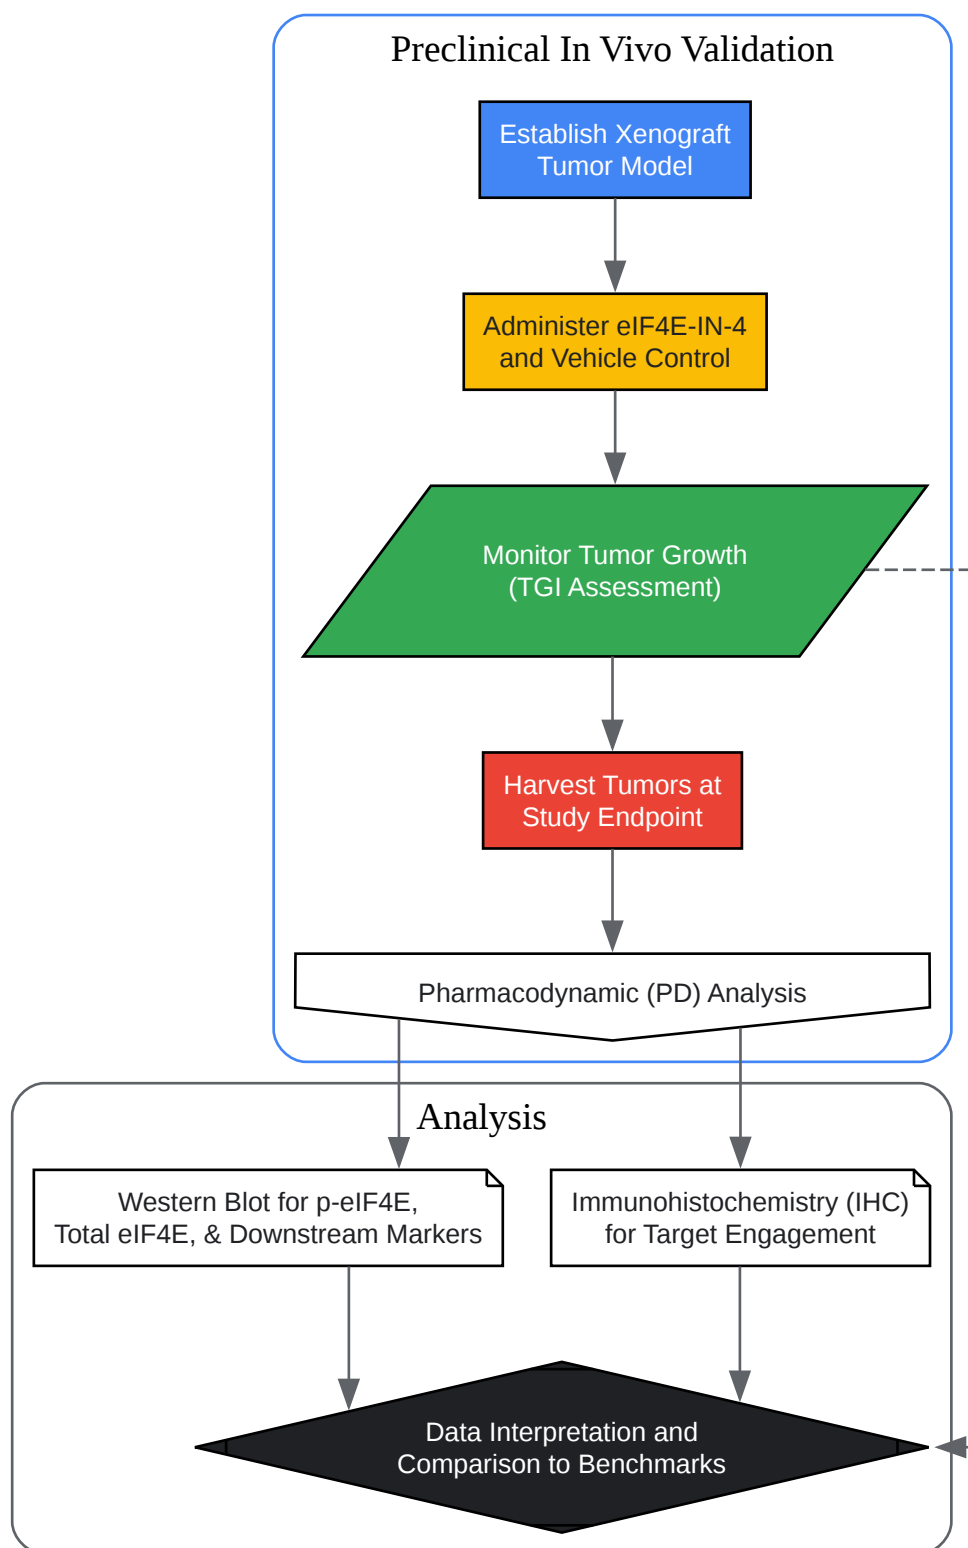 Preclinical In Vivo Validation
Establish Xenograft
Tumor Model
Administer eIF4E-IN-4
and Vehicle Control
Monitor Tumor Growth
(TGI Assessment)
Harvest Tumors at
Study Endpoint
Pharmacodynamic (PD) Analysis
Analysis
Western Blot for p-eIF4E,
Total eIF4E, & Downstream Markers
Immunohistochemistry (IHC)
for Target Engagement
Data Interpretation and
Comparison to Benchmarks